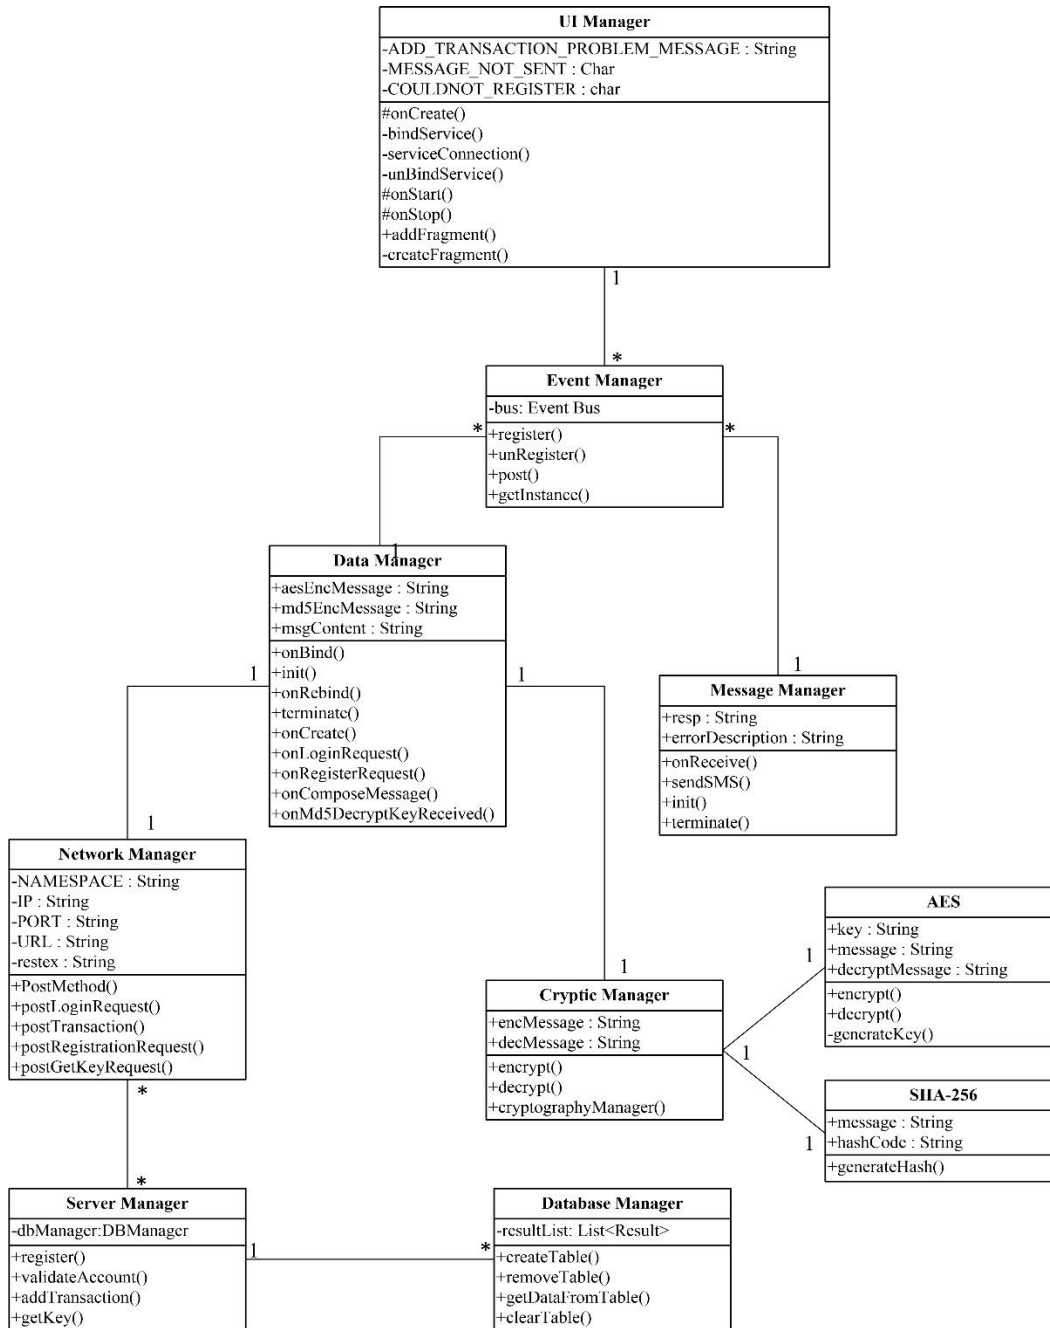 UI Manager
-ADD_TRANSACTION_PROBLEM_MESSAGE : String
-MESSAGE_NOT_SENT : Char
-COULDNOT_REGISTER : char
#onCreate()
-bindService()
-serviceConnection()
-unBindService()
#onStart()
#onStop()
+addFragment()
-createFragment()
1
*
Event Manager
-bus: Event Bus
+register()
+unRegister()
+post()
+getInstance()
*
*
1
Data Manager
+aesEncMessage : String
+md5EncMessage : String
+msgContent : String
+onBind()
+init()
+onRebind()
+terminate()
+onCreate()
+onLoginRequest()
+onRegisterRequest()
+onComposeMessage()
+onMd5DecryptKeyReceived()
1
1
1
Message Manager
+resp : String
+errorDescription : String
+onReceive()
+sendSMS()
+init()
+terminate()
1
Network Manager
-NAMESPACE : String
-IP : String
-PORT : String
-URL : String
-restex : String
+PostMethod()
+postLoginRequest()
+postTransaction()
+postRegistrationRequest()
+postGetKeyRequest()
*
1
Cryptic Manager
+encMessage : String
+decMessage : String
+encrypt()
+decrypt()
+cryptographyManager()
1
1
AES
+key : String
+message : String
+decryptMessage : String
+encrypt()
+decrypt()
-generateKey()
1
SHA-256
+message : String
+hashCode : String
+generateHash()
*
Server Manager
-dbManager:DBManager
+register()
+validateAccount()
+addTransaction()
+getKey()
1
*
Database Manager
-resultList: List<Result>
+createTable()
+removeTable()
+getDataFromTable()
+clearTable()